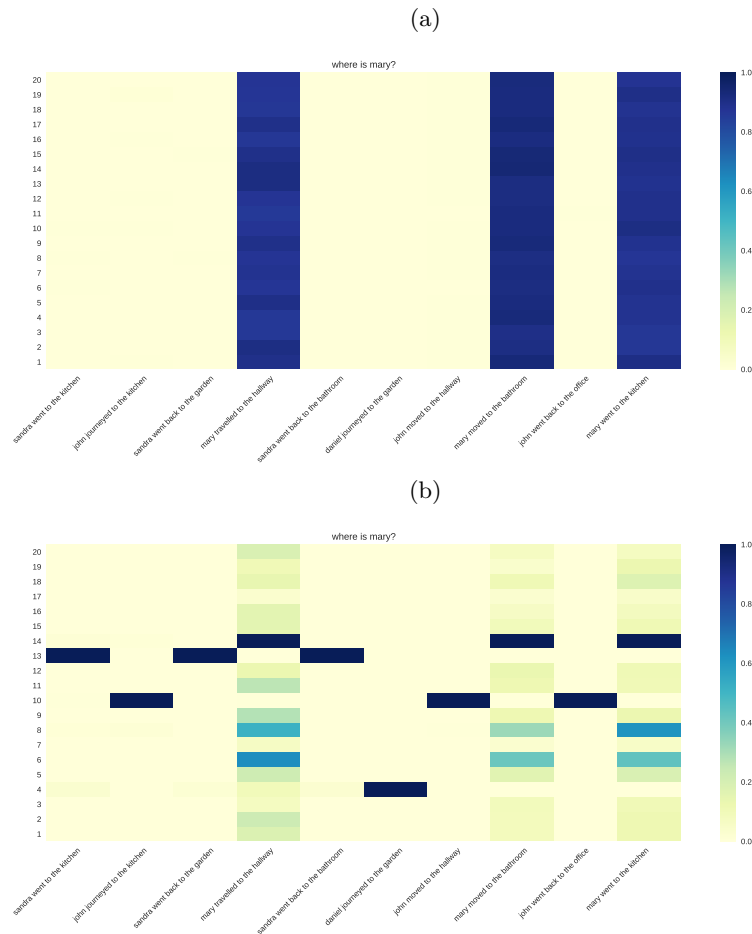 (a)
where is mary?
20
19
18
17
16
15
14
13
12
11
10
9
8
7
6
5
4
3
2
1
1.0
0.8
0.6
0.4
0.2
0.0
sandra went to the kitchen
john journeyed to the kitchen
sandra went back to the garden
mary travelled to the hallway
sandra went back to the bathroom
daniel journeyed to the garden
john moved to the hallway
mary moved to the bathroom
john went back to the office
mary went to the kitchen
(b)
where is mary?
20
19
18
17
16
15
14
13
12
11
10
9
8
7
6
5
4
3
2
1
1.0
0.8
0.6
0.4
0.2
0.0
sandra went to the kitchen
john journeyed to the kitchen
sandra went back to the garden
mary travelled to the hallway
sandra went back to the bathroom
daniel journeyed to the garden
john moved to the hallway
mary moved to the bathroom
john went back to the office
mary went to the kitchen